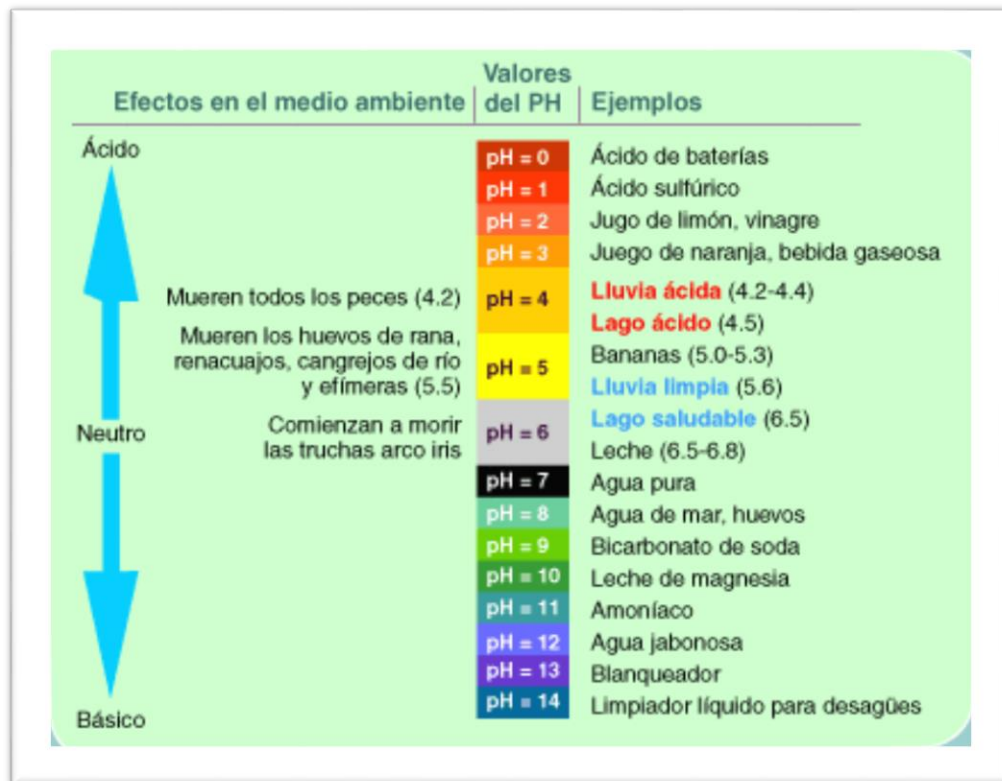 Efectos en el medio ambiente
Valores
del PH
Ejemplos
Ácido
pH = 0
Ácido de baterías
pH = 1
Ácido sulfúrico
pH = 2
Jugo de limón, vinagre
pH = 3
Juego de naranja, bebida gaseosa
Mueren todos los peces (4.2)
pH = 4
Lluvia ácida (4.2-4.4)
Lago ácido (4.5)
Mueren los huevos de rana,
renacuajos, cangrejos de río
y efímeras (5.5)
pH = 5
Bananas (5.0-5.3)
Lluvia limpia (5.6)
Neutro
Comienzan a morir
las truchas arco iris
pH = 6
Lago saludable (6.5)
Leche (6.5-6.8)
pH = 7
Agua pura
pH = 8
Agua de mar, huevos
pH = 9
Bicarbonato de soda
pH = 10
Leche de magnesia
pH = 11
Amoníaco
pH = 12
Agua jabonosa
pH = 13
Blanqueador
Básico
pH = 14
Limpiador líquido para desagües